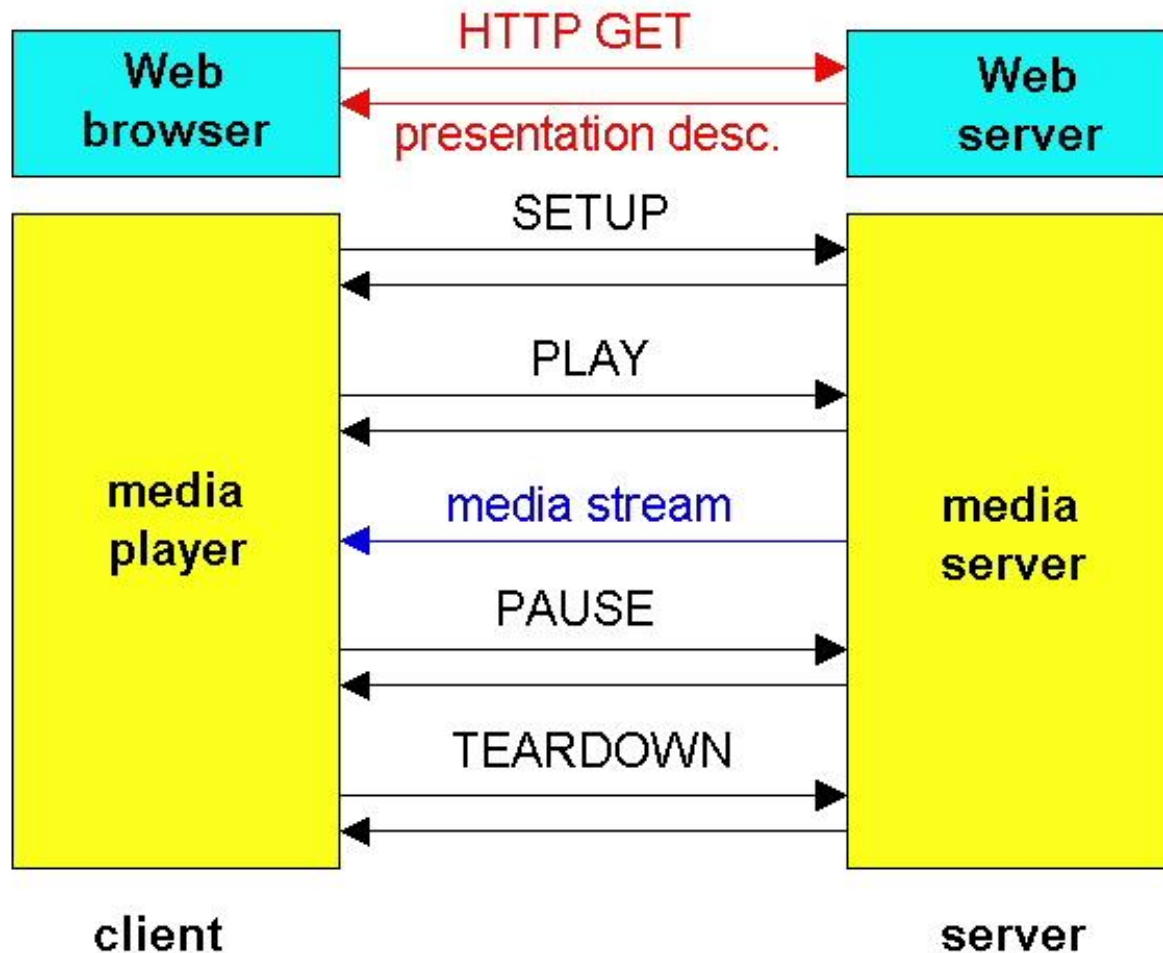 HTTP GET
Web
browser
Web
server
presentation desc.
SETUP
PLAY
media
player
media stream
media
server
PAUSE
TEARDOWN
client
server